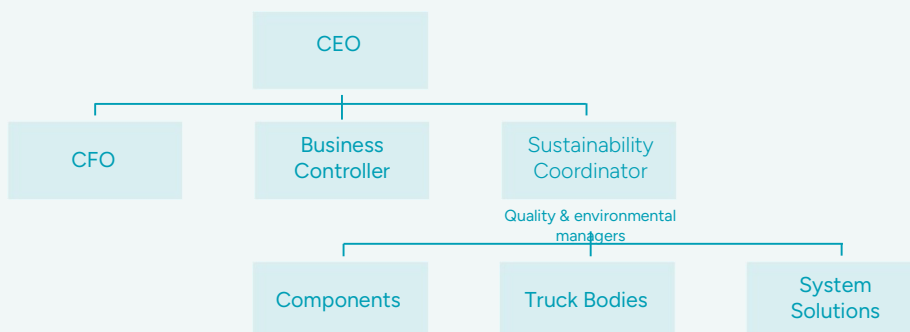 CEO
CFO
Business
Controller
Sustainability
Coordinator
Quality & environmental
managers
Components
Truck Bodies
System
Solutions